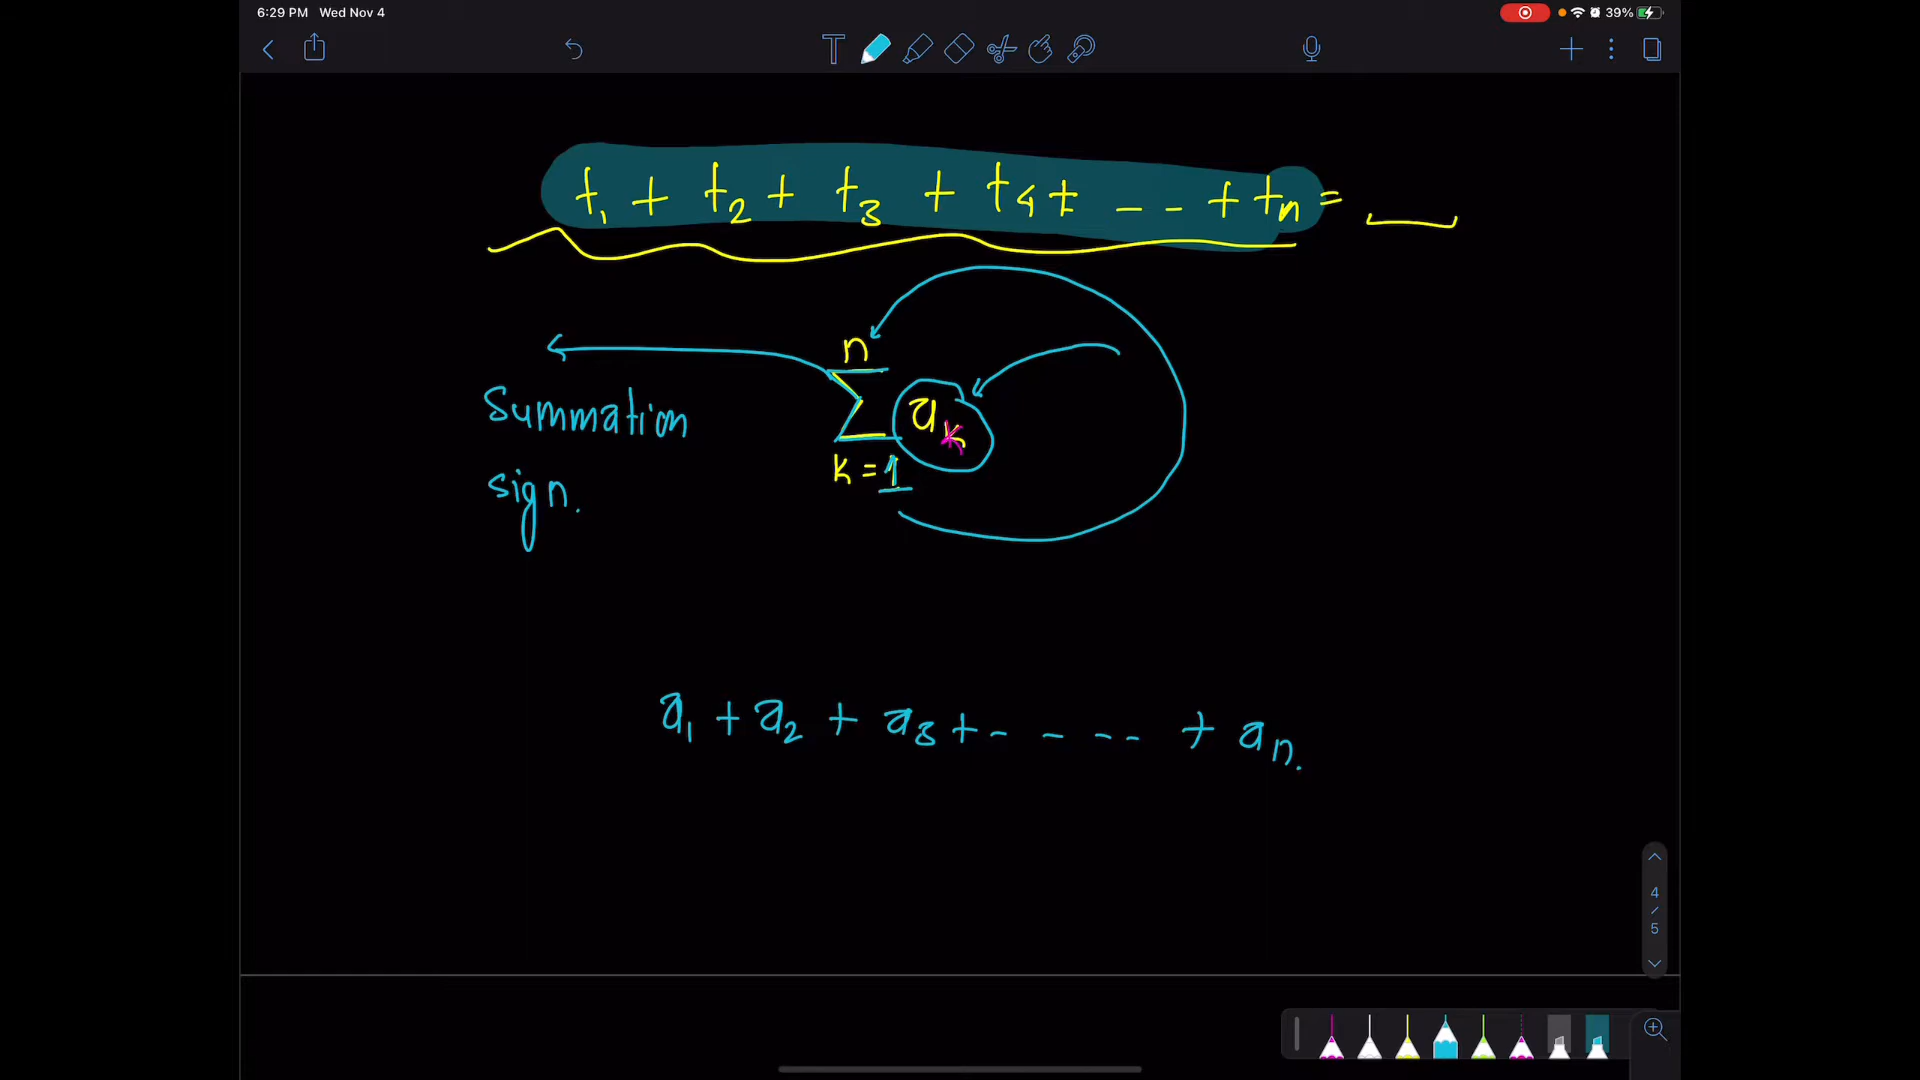 6:29 PM Wed Nov 4
39%
t₁ + t₂ + t₃ + t₄ + _ _ + tₙ = __
n
Σ aₖ
k = 1
Summation
sign.
a₁ + a₂ + a₃ + - - - - + aₙ.
4
/
5